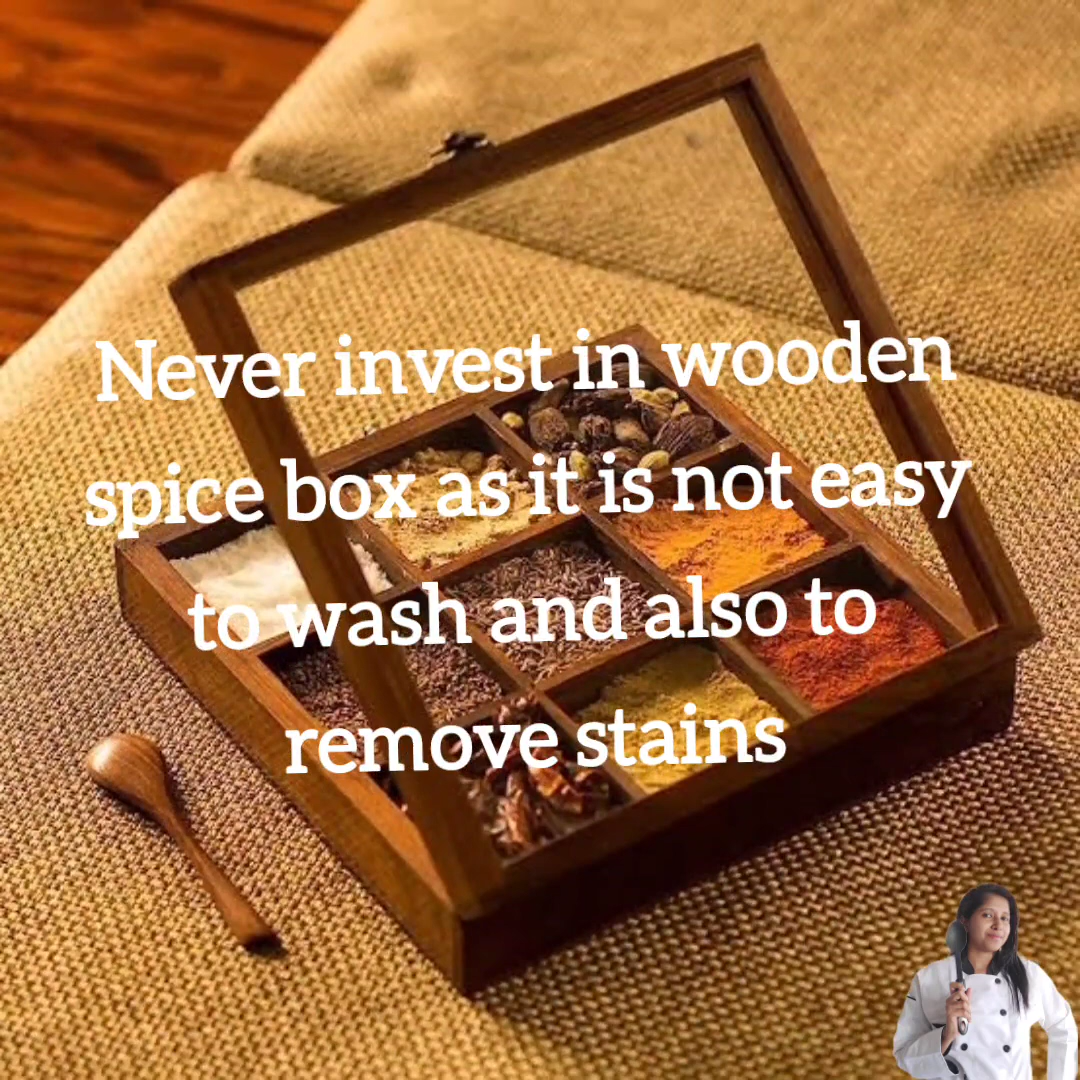 Never invest in wooden
spice box as it is not easy
to wash and also to
remove stains